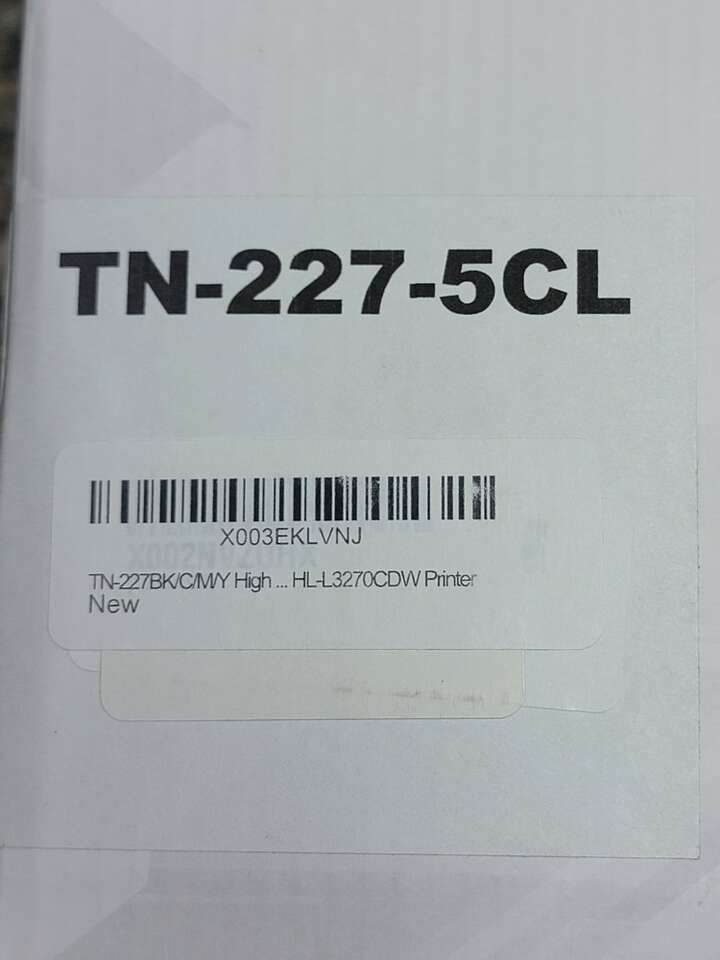 TN-227-5CL
X003EKLVNJ
TN-227BK/C/M/Y High ... HL-L3270CDW Printer
New